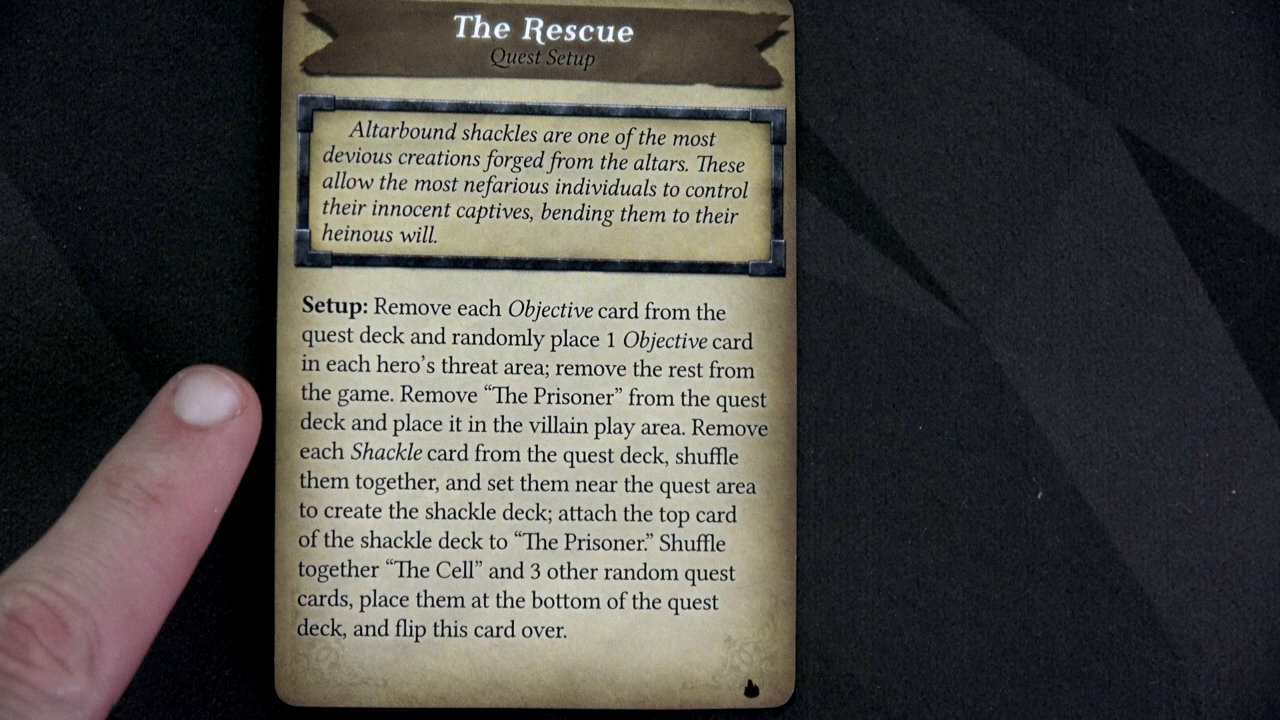 The Rescue
Quest Setup
Altarbound shackles are one of the most
devious creations forged from the altars. These
allow the most nefarious individuals to control
their innocent captives, bending them to their
heinous will.
Setup: Remove each Objective card from the
quest deck and randomly place 1 Objective card
in each hero's threat area; remove the rest from
the game. Remove “The Prisoner” from the quest
deck and place it in the villain play area. Remove
each Shackle card from the quest deck, shuffle
them together, and set them near the quest area
to create the shackle deck; attach the top card
of the shackle deck to “The Prisoner.” Shuffle
together “The Cell” and 3 other random quest
cards, place them at the bottom of the quest
deck, and flip this card over.